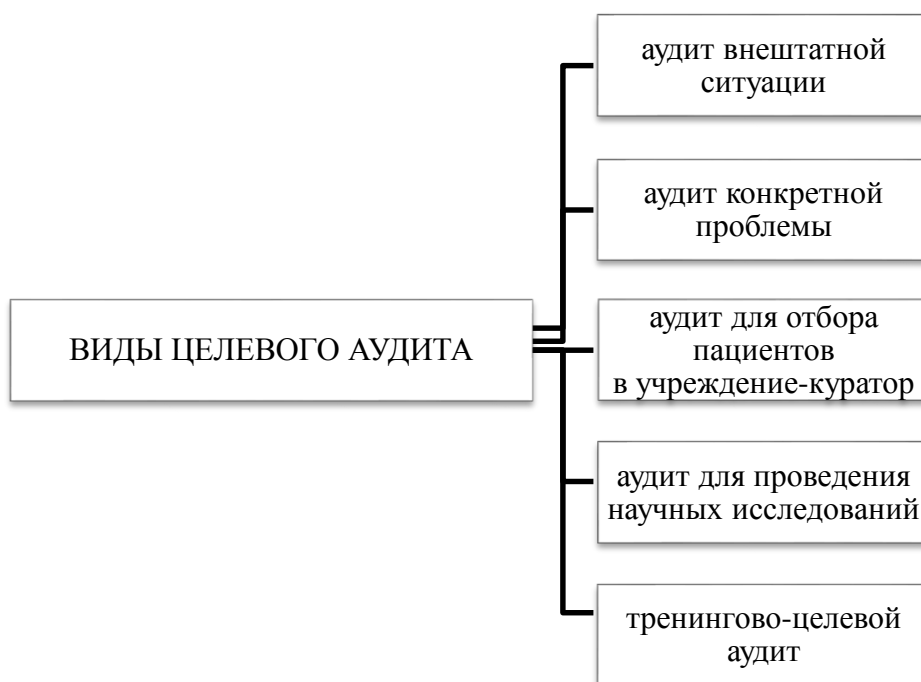 аудит внештатной
ситуации
аудит конкретной
проблемы
ВИДЫ ЦЕЛЕВОГО АУДИТА
аудит для отбора
пациентов
в учреждение-куратор
аудит для проведения
научных исследований
тренингово-целевой
аудит